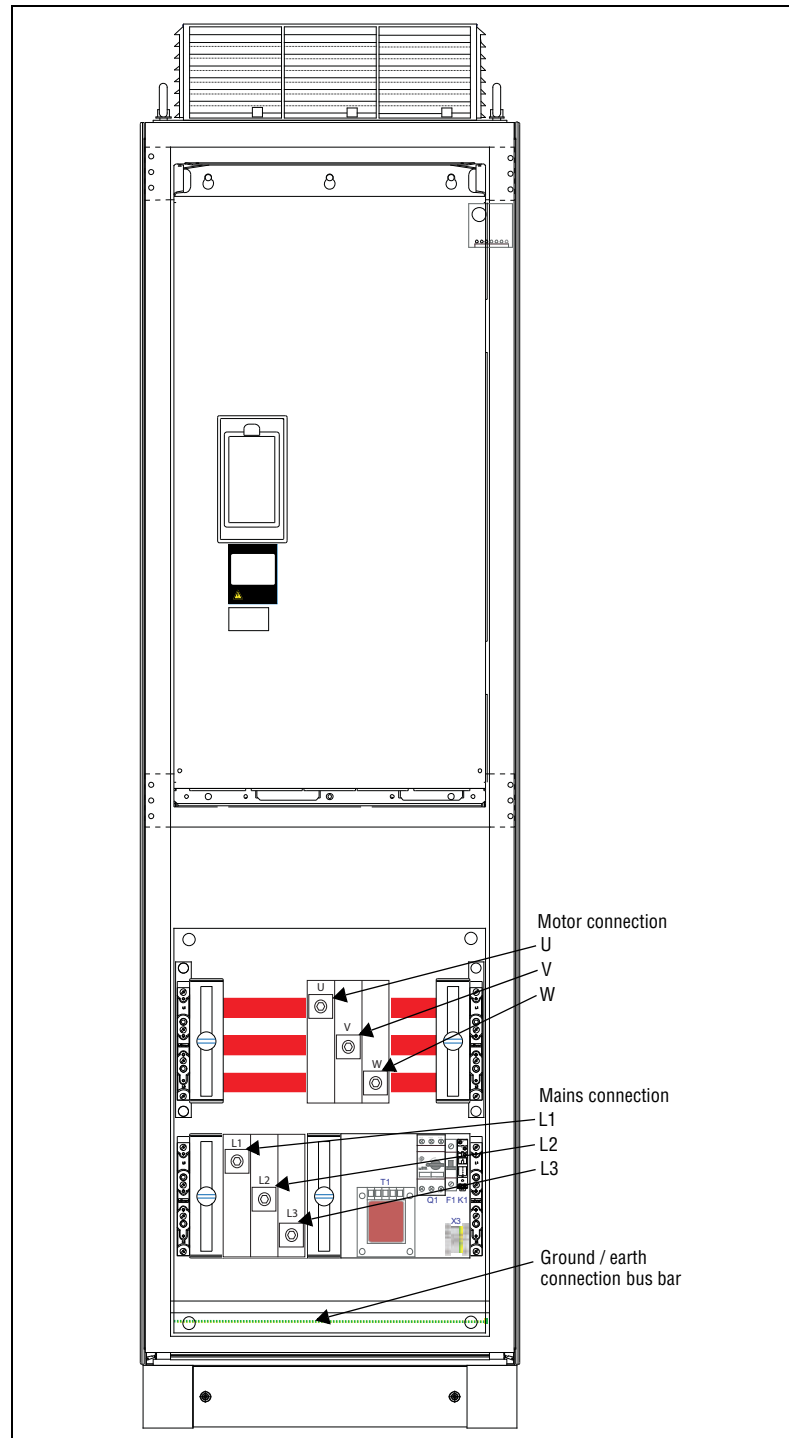 Motor connection
U
V
W
U
V
W
Mains connection
L1
L2
L3
L1
L2
L3
T1
Q1 F1 K1
X3
Ground / earth
connection bus bar